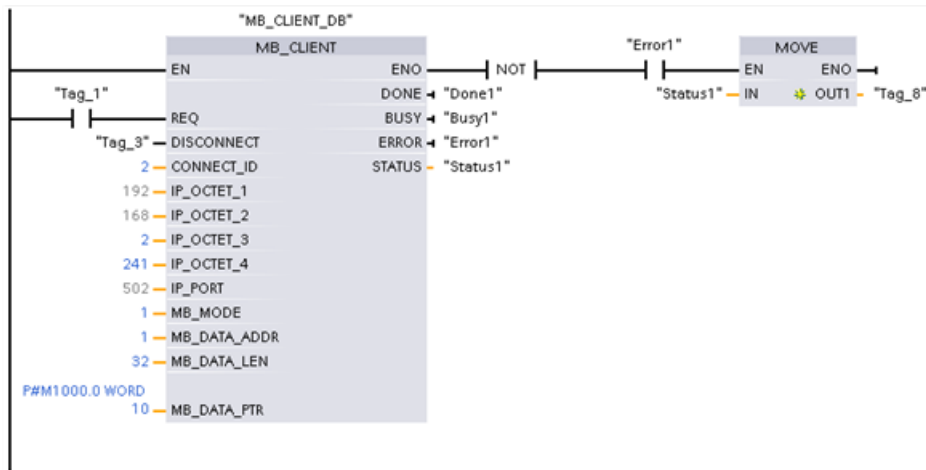 "MB_CLIENT_DB"
MB_CLIENT
EN ENO
NOT
"Error1"
MOVE
EN ENO
"Status1" IN OUT1 "Tag_8"
DONE "Done1"
"Tag_1"
REQ BUSY "Busy1"
"Tag_3" DISCONNECT ERROR "Error1"
2 CONNECT_ID STATUS "Status1"
192 IP_OCTET_1
168 IP_OCTET_2
2 IP_OCTET_3
241 IP_OCTET_4
502 IP_PORT
1 MB_MODE
1 MB_DATA_ADDR
32 MB_DATA_LEN
P#M1000.0 WORD
10 MB_DATA_PTR